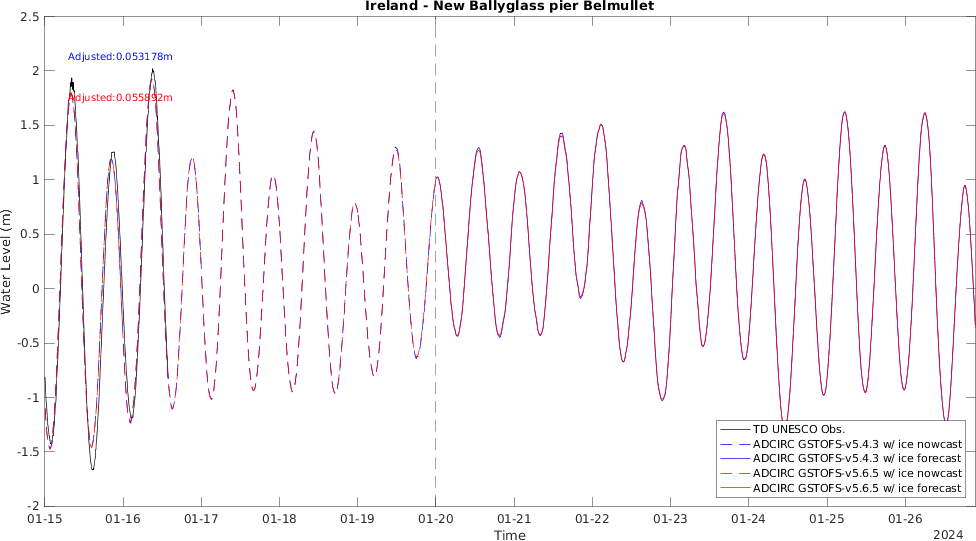 Ireland - New Ballyglass pier Belmullet
2.5
Adjusted:0.053178m
2
Adjusted:0.055892m
1.5
1
0.5
0
-0.5
-1
-1.5
-2
Water Level (m)
TD UNESCO Obs.
ADCIRC GSTOFS-v5.4.3 w/ ice nowcast
ADCIRC GSTOFS-v5.4.3 w/ ice forecast
ADCIRC GSTOFS-v5.6.5 w/ ice nowcast
ADCIRC GSTOFS-v5.6.5 w/ ice forecast
01-15 01-16 01-17 01-18 01-19 01-20 01-21 01-22 01-23 01-24 01-25 01-26
Time
2024